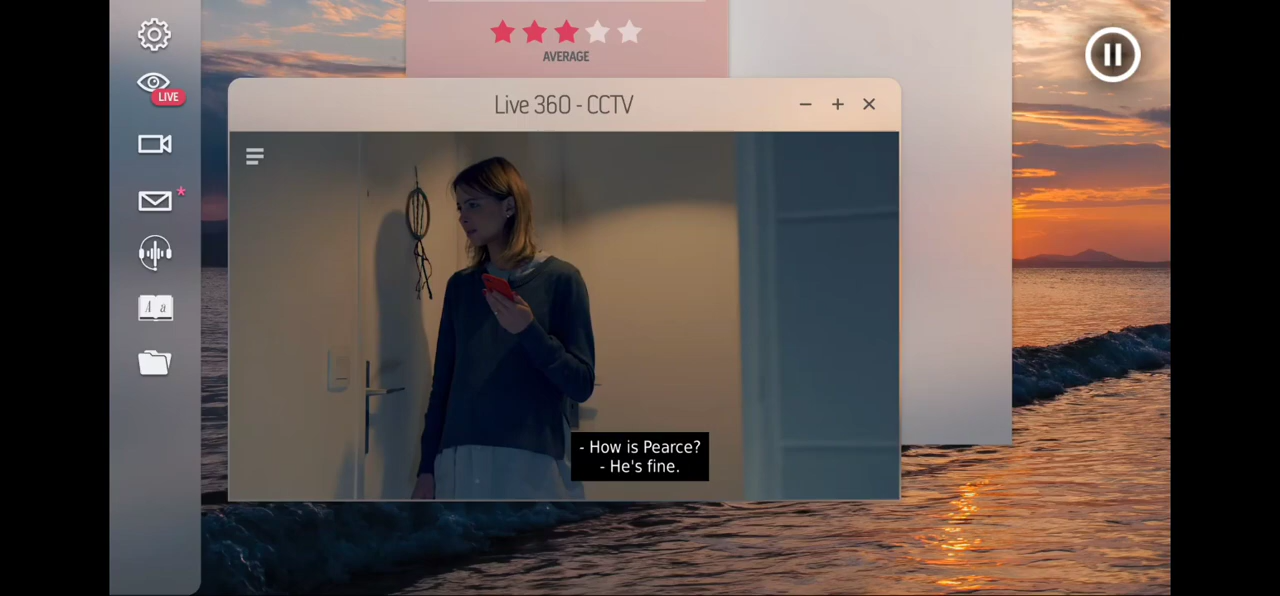 AVERAGE
LIVE
Live 360 - CCTV
A a
- How is Pearce?
- He's fine.